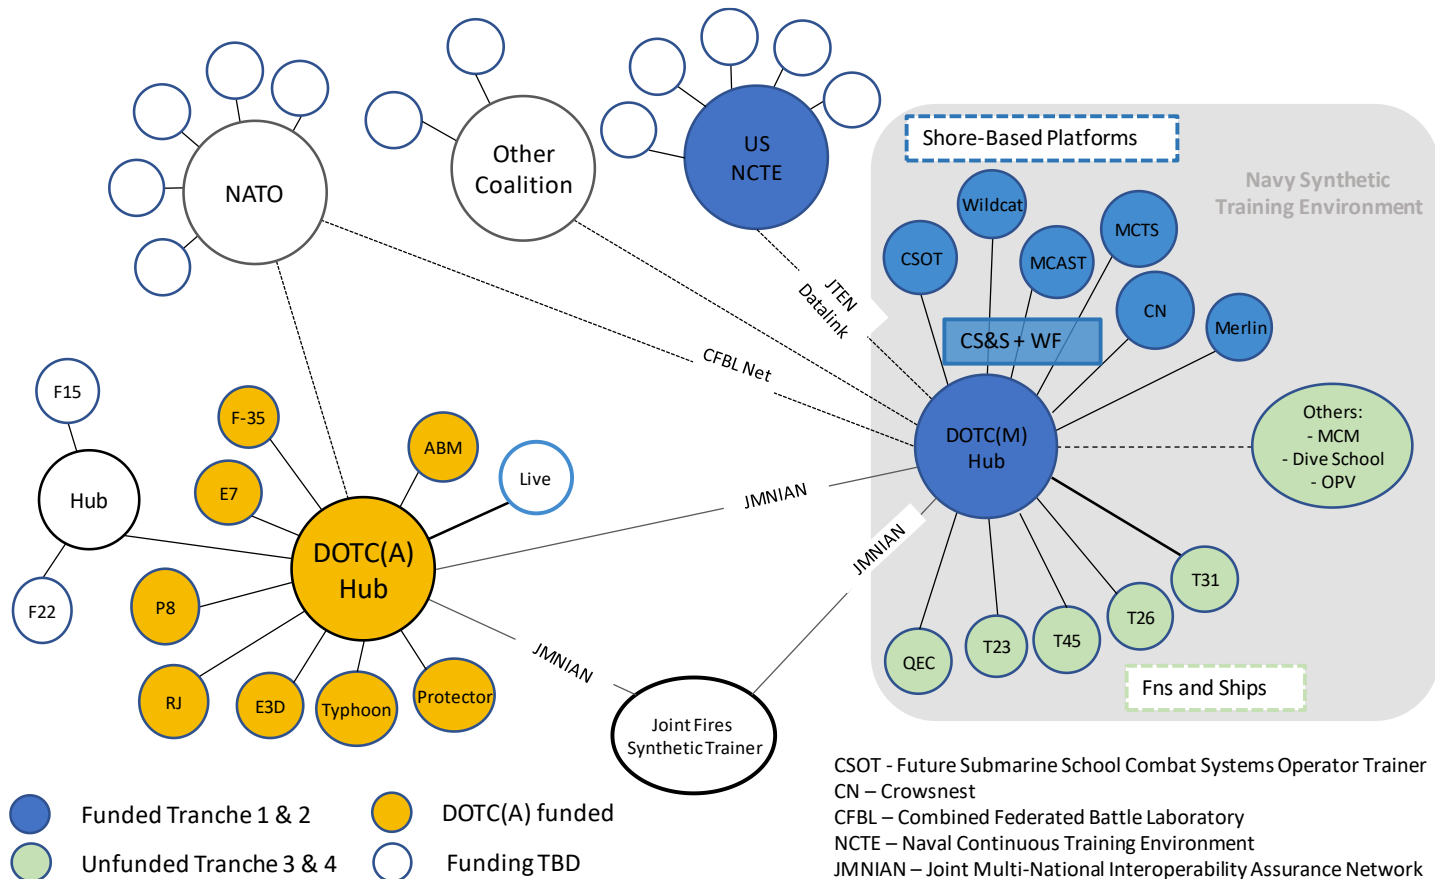 NATO
Other
Coalition
US
NCTE
Shore-Based Platforms
Navy Synthetic
Training Environment
Wildcat
MCTS
CSOT
MCAST
CN
Merlin
CS&S + WF
JTEN
Datalink
CFBL Net
F15
F-35
ABM
Live
E7
Hub
DOTC(A)
Hub
DOTC(M)
Hub
Others:
- MCM
- Dive School
- OPV
JMNIAN
JMNIAN
JMNIAN
F22
P8
RJ
E3D
Typhoon
Protector
T31
T26
T45
T23
QEC
Fns and Ships
Joint Fires
Synthetic Trainer
Funded Tranche 1 & 2
DOTC(A) funded
Unfunded Tranche 3 & 4
Funding TBD
CSOT - Future Submarine School Combat Systems Operator Trainer
CN – Crowsnest
CFBL – Combined Federated Battle Laboratory
NCTE – Naval Continuous Training Environment
JMNIAN – Joint Multi-National Interoperability Assurance Network